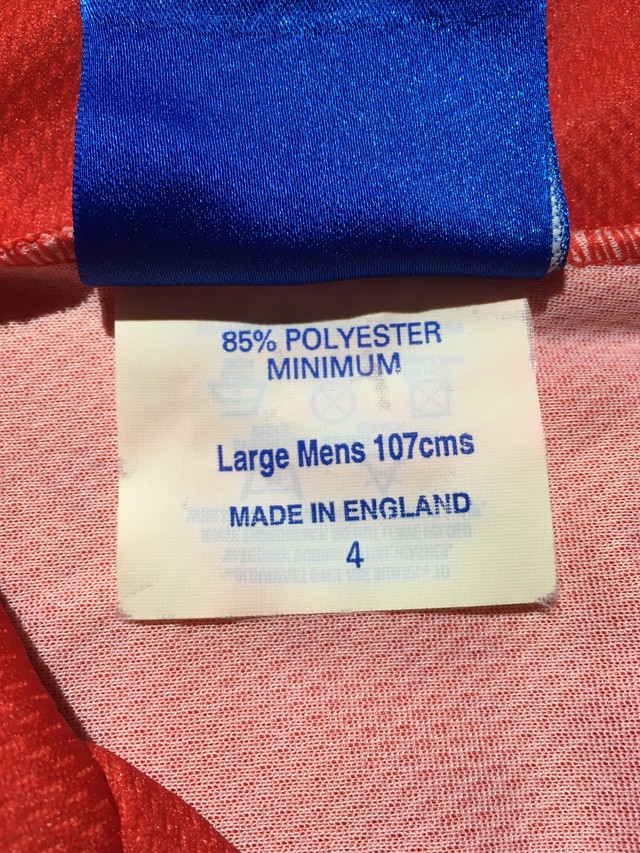 85% POLYESTER
MINIMUM
Large Mens 107cms
MADE IN ENGLAND
4